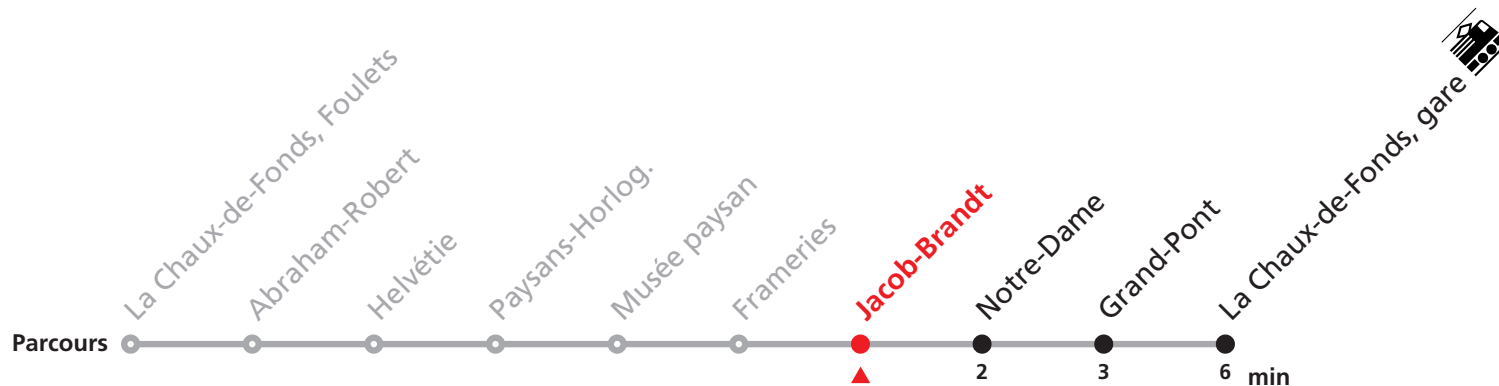 La Chaux-de-Fonds, Foulets
Abraham-Robert
Helvétie
Paysans-Horlog.
Musée paysan
Frameries
Jacob-Brandt
Notre-Dame
Grand-Pont
La Chaux-de-Fonds, gare
Parcours
2 3 6 min